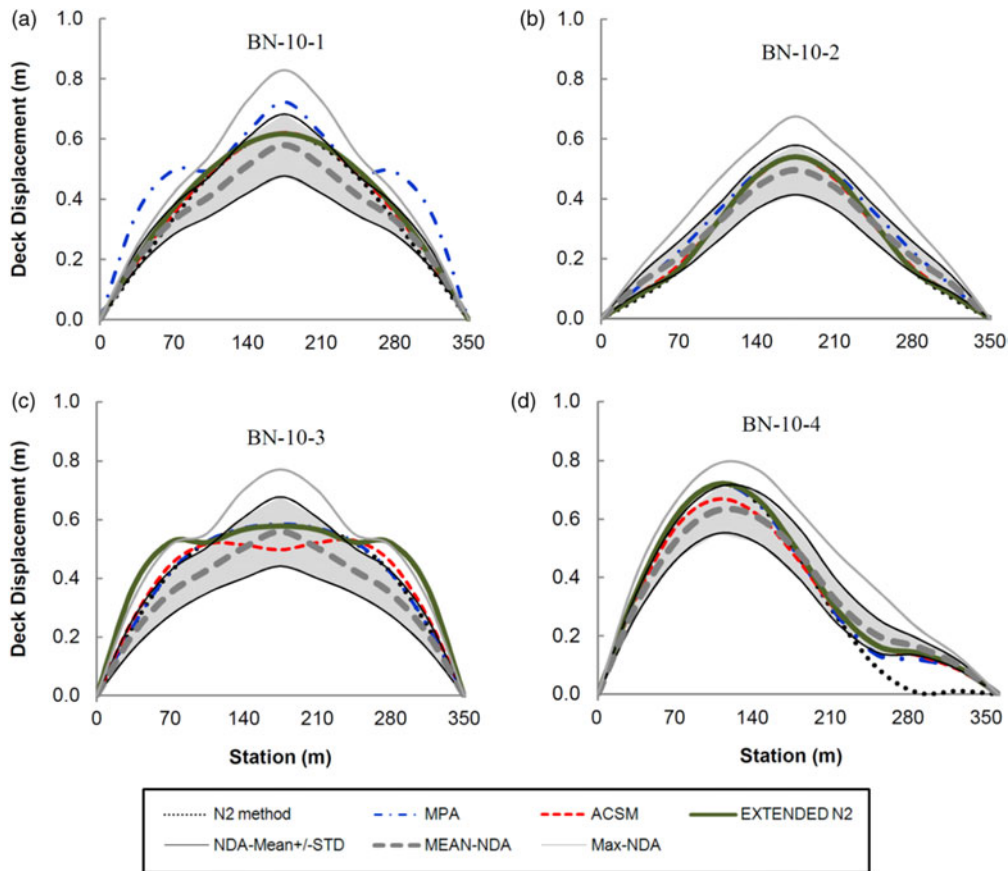 (a)
BN-10-1
Deck Displacement (m)
1.0
0.8
0.6
0.4
0.2
0.0
0 70 140 210 280 350
(b)
BN-10-2
1.0
0.8
0.6
0.4
0.2
0.0
0 70 140 210 280 350
(c)
BN-10-3
Deck Displacement (m)
1.0
0.8
0.6
0.4
0.2
0.0
0 70 140 210 280 350
Station (m)
(d)
BN-10-4
1.0
0.8
0.6
0.4
0.2
0.0
0 70 140 210 280 350
Station (m)
N2 method MPA ACSM EXTENDED N2
NDA-Mean+/-STD MEAN-NDA Max-NDA